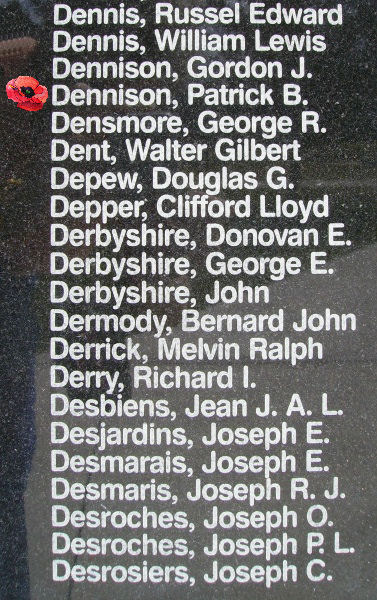 Dennis, Russel Edward
Dennis, William Lewis
Dennison, Gordon J.
Dennison, Patrick B.
Densmore, George R.
Dent, Walter Gilbert
Depew, Douglas G.
Depper, Clifford Lloyd
Derbyshire, Donovan E.
Derbyshire, George E.
Derbyshire, John
Dermody, Bernard John
Derrick, Melvin Ralph
Derry, Richard I.
Desbiens, Jean J. A. L.
Desjardins, Joseph E.
Desmarais, Joseph E.
Desmaris, Joseph R. J.
Desroches, Joseph O.
Desroches, Joseph P. L.
Desrosiers, Joseph C.